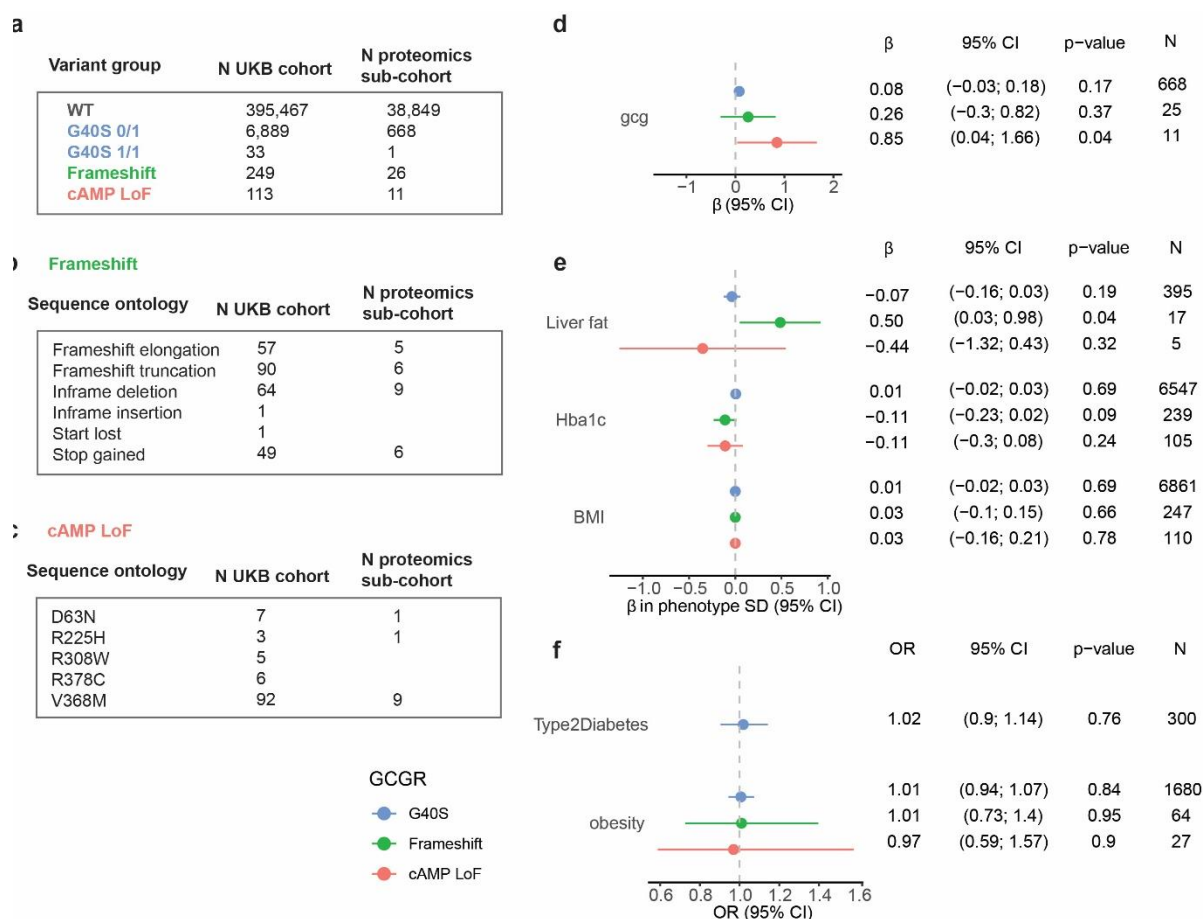 a
Variant group N UKB cohort N proteomics sub-cohort
WT 395,467 38,849
G40S 0/1 6,889 668
G40S 1/1 33 1
Frameshift 249 26
cAMP LoF 113 11
Frameshift
Sequence ontology N UKB cohort N proteomics sub-cohort
Frameshift elongation 57 5
Frameshift truncation 90 6
Inframe deletion 64 9
Inframe insertion 1
Start lost 1
Stop gained 49 6
c cAMP LoF
Sequence ontology N UKB cohort N proteomics sub-cohort
D63N 7 1
R225H 3 1
R308W 5
R378C 6
V368M 92 9
GCGR
G40S
Frameshift
cAMP LoF
d
β 95% CI p−value N
0.08 (−0.03; 0.18) 0.17 668
gcg 0.26 (−0.3; 0.82) 0.37 25
0.85 (0.04; 1.66) 0.04 11
−1 0 1 2
β (95% CI)
e
β 95% CI p−value N
−0.07 (−0.16; 0.03) 0.19 395
Liver fat 0.50 (0.03; 0.98) 0.04 17
−0.44 (−1.32; 0.43) 0.32 5
0.01 (−0.02; 0.03) 0.69 6547
Hba1c −0.11 (−0.23; 0.02) 0.09 239
−0.11 (−0.3; 0.08) 0.24 105
0.01 (−0.02; 0.03) 0.69 6861
BMI 0.03 (−0.1; 0.15) 0.66 247
0.03 (−0.16; 0.21) 0.78 110
−1.0 −0.5 0.0 0.5 1.0
β in phenotype SD (95% CI)
f
OR 95% CI p−value N
Type2Diabetes 1.02 (0.9; 1.14) 0.76 300
1.01 (0.94; 1.07) 0.84 1680
obesity 1.01 (0.73; 1.4) 0.95 64
0.97 (0.59; 1.57) 0.9 27
0.6 0.8 1.0 1.2 1.4 1.6
OR (95% CI)